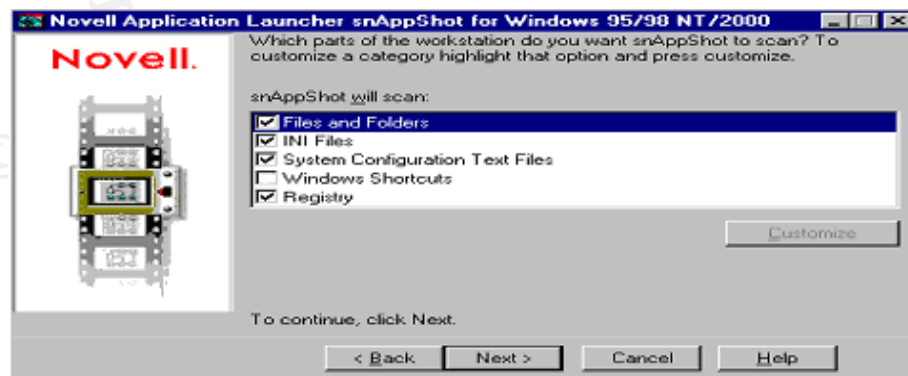 Novell Application Launcher snAppShot for Windows 95/98 NT/2000
Novell.
Which parts of the workstation do you want snAppShot to scan? To
customize a category highlight that option and press customize.
snAppShot will scan:
Files and Folders
INI Files
System Configuration Text Files
Windows Shortcuts
Registry
Customize
To continue, click Next.
< Back
Next >
Cancel
Help